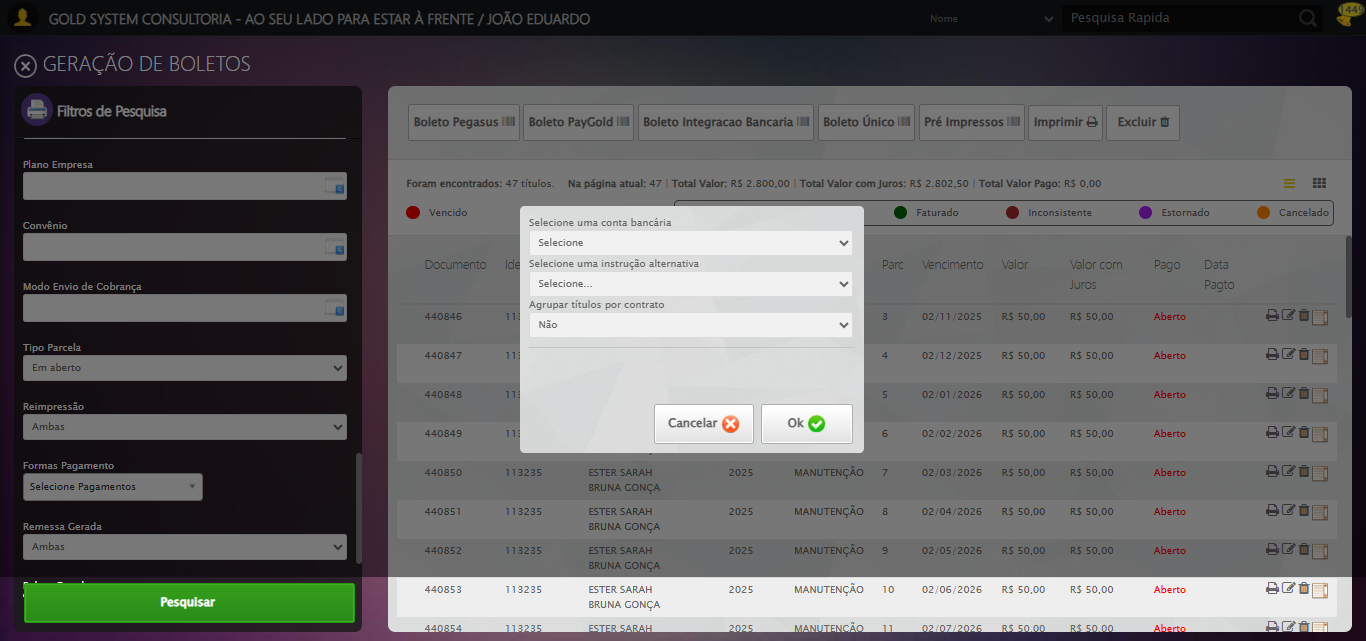 GOLD SYSTEM CONSULTORIA - AO SEU LADO PARA ESTAR À FRENTE / JOÃO EDUARDO
Nome
Pesquisa Rapida
GERAÇÃO DE BOLETOS
Filtros de Pesquisa
Plano Empresa
Convênio
Modo Envio de Cobrança
Tipo Parcela
Em aberto
Reimpressão
Ambas
Formas Pagamento
Selecione Pagamentos
Remessa Gerada
Ambas
Pesquisar
Boleto Pegasus
Boleto PayGold
Boleto Integracao Bancaria
Boleto Único
Pré Impressos
Imprimir
Excluir
Foram encontrados: 47 títulos. Na página atual: 47 | Total Valor: R$ 2.800,00 | Total Valor com Juros: R$ 2.802,50 | Total Valor Pago: R$ 0,00
Vencido
Faturado
Inconsistente
Estornado
Cancelado
Selecione uma conta bancária
Selecione
Selecione uma instrução alternativa
Selecione...
Agrupar títulos por contrato
Não
Cancelar
Ok
Documento Parc Vencimento Valor Valor com Juros Pago Data Pagto
440846 3 02/11/2025 R$ 50,00 R$ 50,00 Aberto
440847 4 02/12/2025 R$ 50,00 R$ 50,00 Aberto
440848 5 02/01/2026 R$ 50,00 R$ 50,00 Aberto
440849 6 02/02/2026 R$ 50,00 R$ 50,00 Aberto
440850 113235 ESTER SARAH 2025 MANUTENÇÃO 7 02/03/2026 R$ 50,00 R$ 50,00 Aberto
BRUNA GONÇA
440851 113235 ESTER SARAH 2025 MANUTENÇÃO 8 02/04/2026 R$ 50,00 R$ 50,00 Aberto
BRUNA GONÇA
440852 113235 ESTER SARAH 2025 MANUTENÇÃO 9 02/05/2026 R$ 50,00 R$ 50,00 Aberto
BRUNA GONÇA
440853 113235 ESTER SARAH 2025 MANUTENÇÃO 10 02/06/2026 R$ 50,00 R$ 50,00 Aberto
BRUNA GONÇA
440854 113235 ESTER SARAH 2025 MANUTENÇÃO 11 02/07/2026 R$ 50,00 R$ 50,00 Aberto